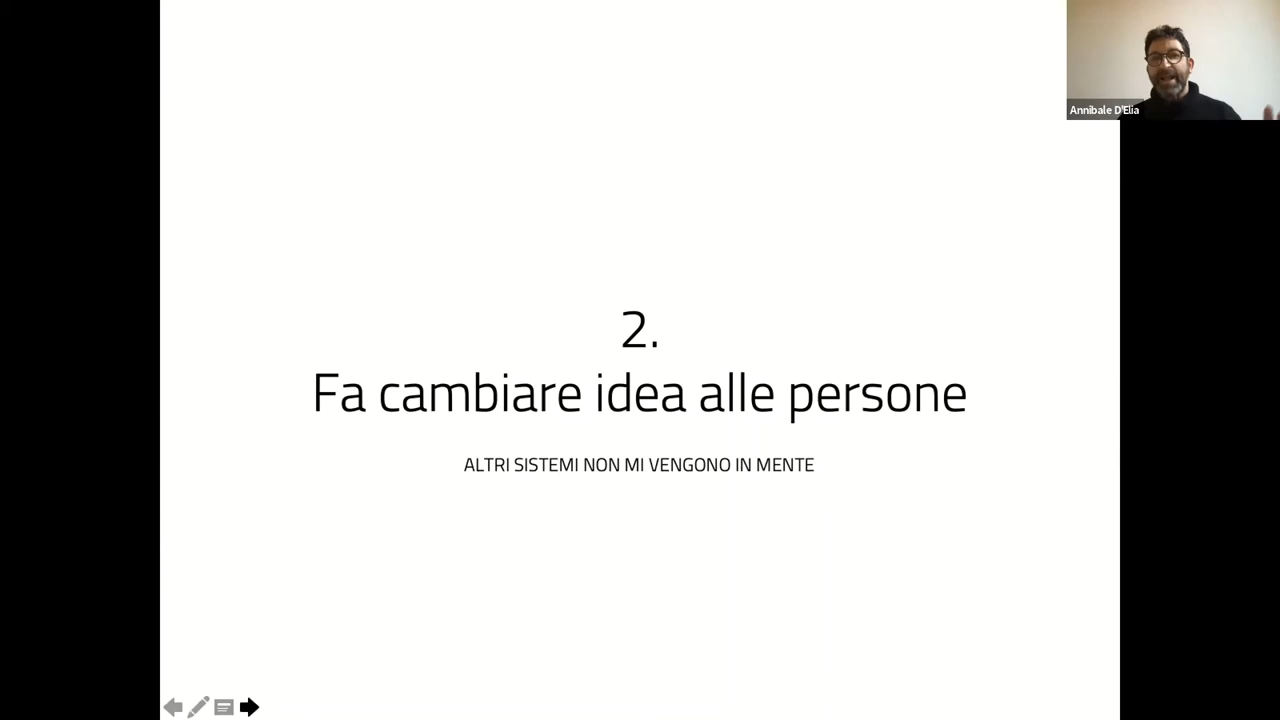 Annibale D'Elia
2.
Fa cambiare idea alle persone
ALTRI SISTEMI NON MI VENGONO IN MENTE